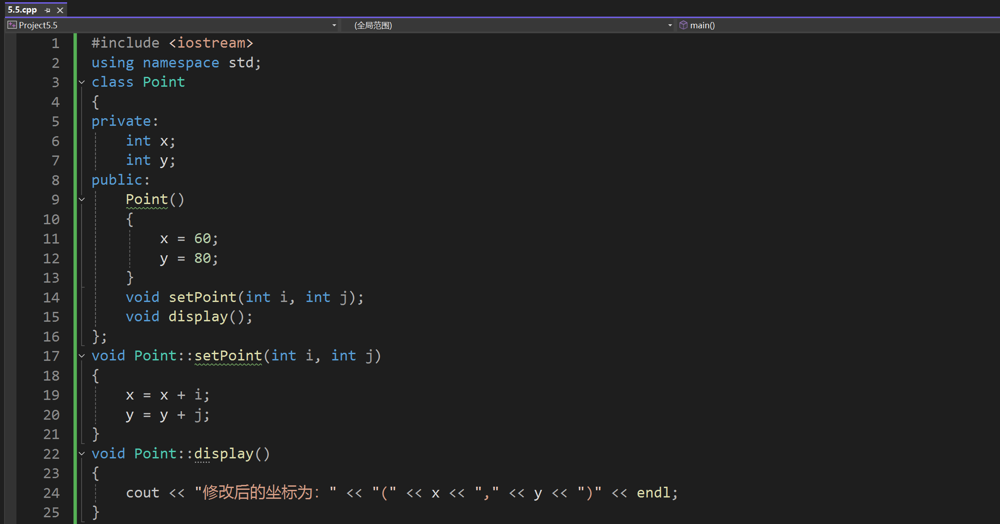 5.5.cpp
Project5.5 (全局范围) main()
1 #include <iostream>
2 using namespace std;
3 class Point
4 {
5 private:
6 int x;
7 int y;
8 public:
9 Point()
10 {
11 x = 60;
12 y = 80;
13 }
14 void setPoint(int i, int j);
15 void display();
16 };
17 void Point::setPoint(int i, int j)
18 {
19 x = x + i;
20 y = y + j;
21 }
22 void Point::display()
23 {
24 cout << "修改后的坐标为：" << "(" << x << "," << y << ")" << endl;
25 }